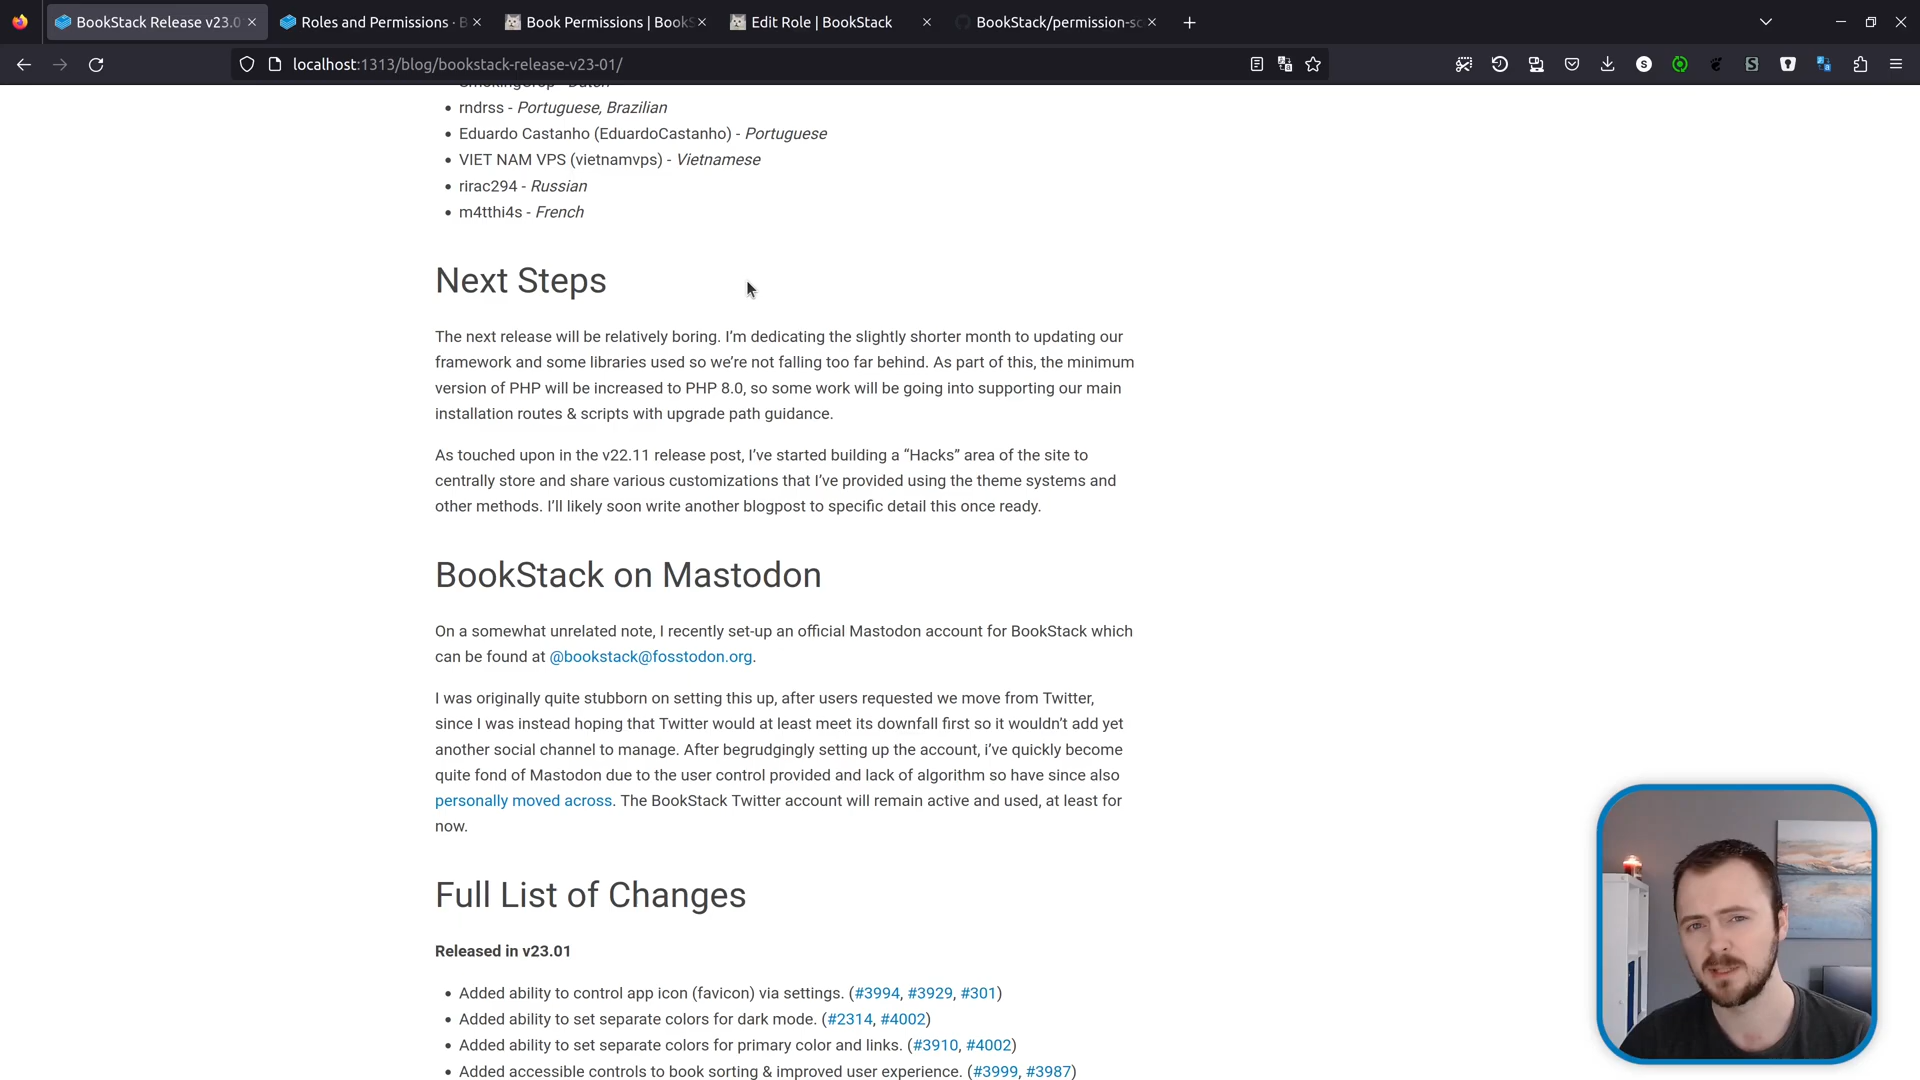 BookStack Release v23.0
Roles and Permissions · B
Book Permissions | BookS
Edit Role | BookStack
BookStack/permission-sc
localhost:1313/blog/bookstack-release-v23-01/
rndrss - Portuguese, Brazilian
Eduardo Castanho (EduardoCastanho) - Portuguese
VIET NAM VPS (vietnamvps) - Vietnamese
rirac294 - Russian
m4tthi4s - French
Next Steps
The next release will be relatively boring. I’m dedicating the slightly shorter month to updating our
framework and some libraries used so we’re not falling too far behind. As part of this, the minimum
version of PHP will be increased to PHP 8.0, so some work will be going into supporting our main
installation routes & scripts with upgrade path guidance.
As touched upon in the v22.11 release post, I’ve started building a “Hacks” area of the site to
centrally store and share various customizations that I’ve provided using the theme systems and
other methods. I’ll likely soon write another blogpost to specific detail this once ready.
BookStack on Mastodon
On a somewhat unrelated note, I recently set-up an official Mastodon account for BookStack which
can be found at @bookstack@fosstodon.org.
I was originally quite stubborn on setting this up, after users requested we move from Twitter,
since I was instead hoping that Twitter would at least meet its downfall first so it wouldn’t add yet
another social channel to manage. After begrudgingly setting up the account, i’ve quickly become
quite fond of Mastodon due to the user control provided and lack of algorithm so have since also
personally moved across. The BookStack Twitter account will remain active and used, at least for
now.
Full List of Changes
Released in v23.01
Added ability to control app icon (favicon) via settings. (#3994, #3929, #301)
Added ability to set separate colors for dark mode. (#2314, #4002)
Added ability to set separate colors for primary color and links. (#3910, #4002)
Added accessible controls to book sorting & improved user experience. (#3999, #3987)